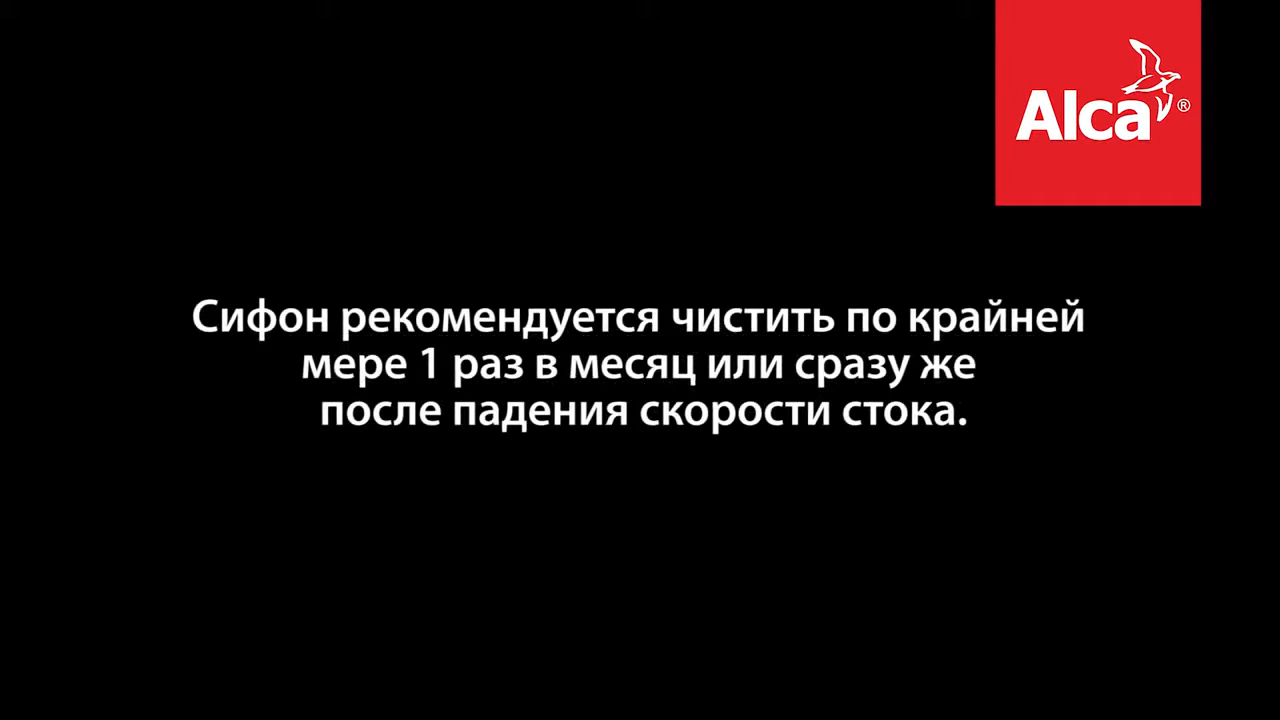 Alca®
Сифон рекомендуется чистить по крайней
мере 1 раз в месяц или сразу же
после падения скорости стока.